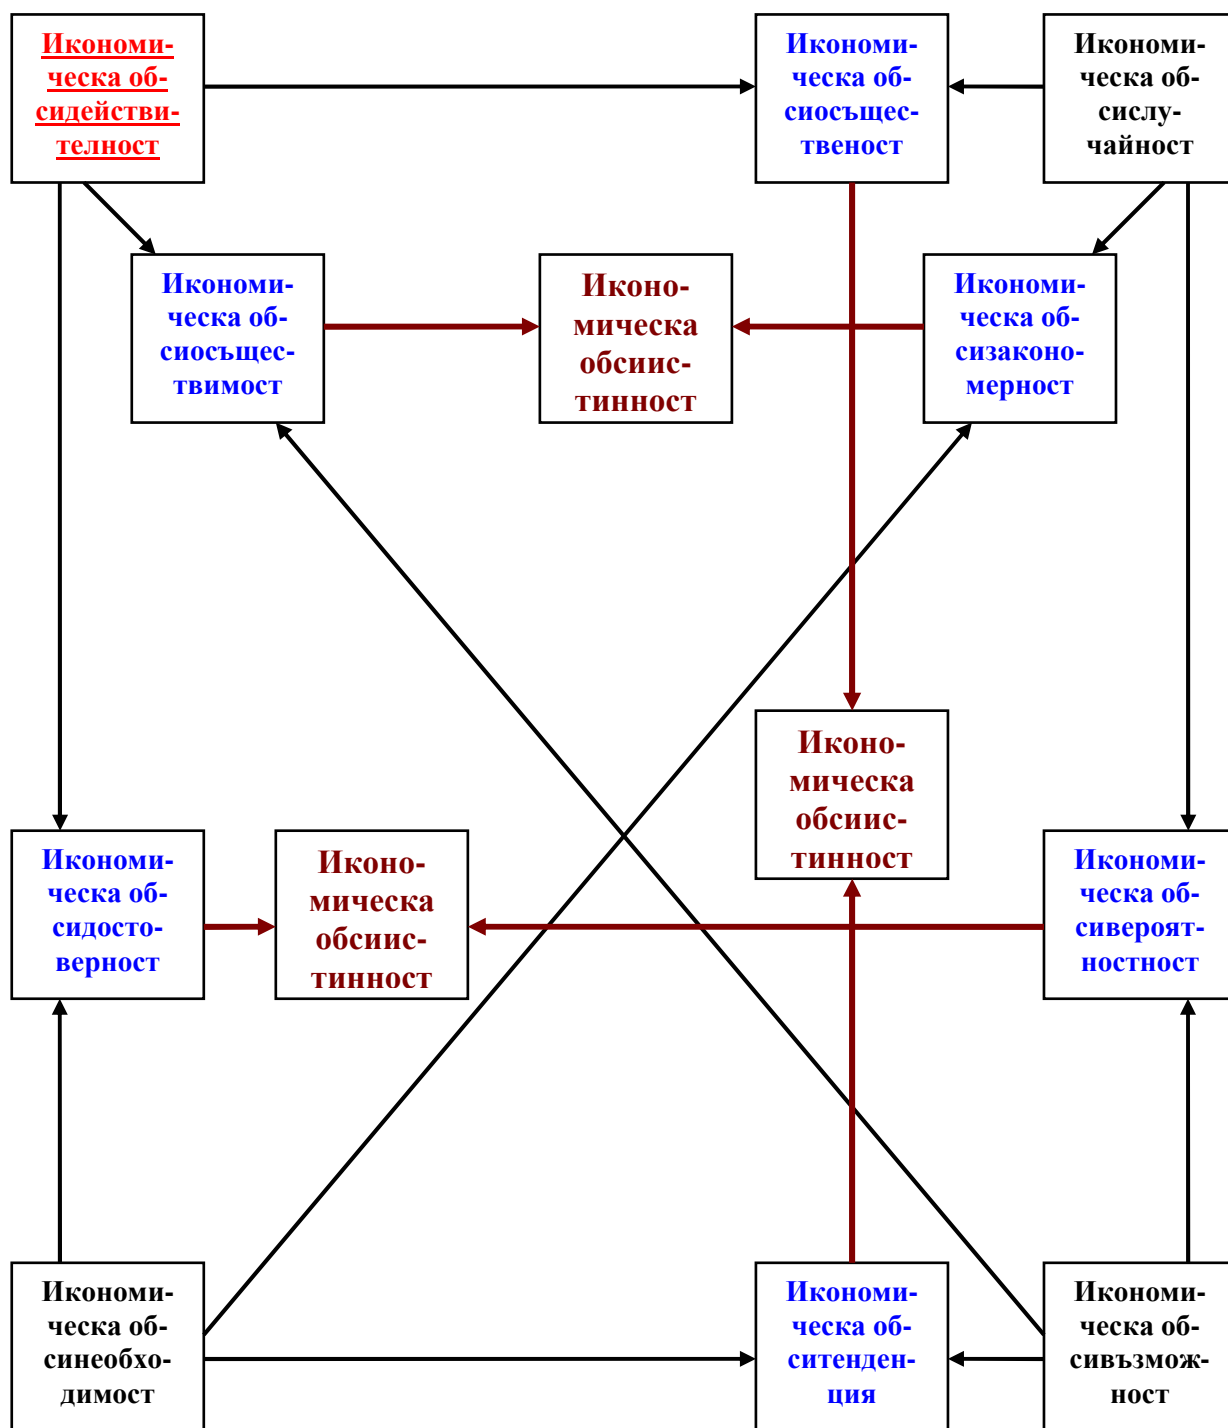 Икономи-
ческа об-
сидействи-
телност
Икономи-
ческа об-
сиосъщес-
твеност
Икономи-
ческа об-
сислу-
чайност
Икономи-
ческа об-
сиосъщес-
твимост
Иконо-
мическа
обсиис-
тинност
Икономи-
ческа об-
сизаконо-
мерност
Иконо-
мическа
обсиис-
тинност
Икономи-
ческа об-
сидосто-
верност
Иконо-
мическа
обсиис-
тинност
Икономи-
ческа об-
сивероят-
ностност
Икономи-
ческа об-
синеобхо-
димост
Икономи-
ческа об-
ситенден-
ция
Икономи-
ческа об-
сивъзмож-
ност